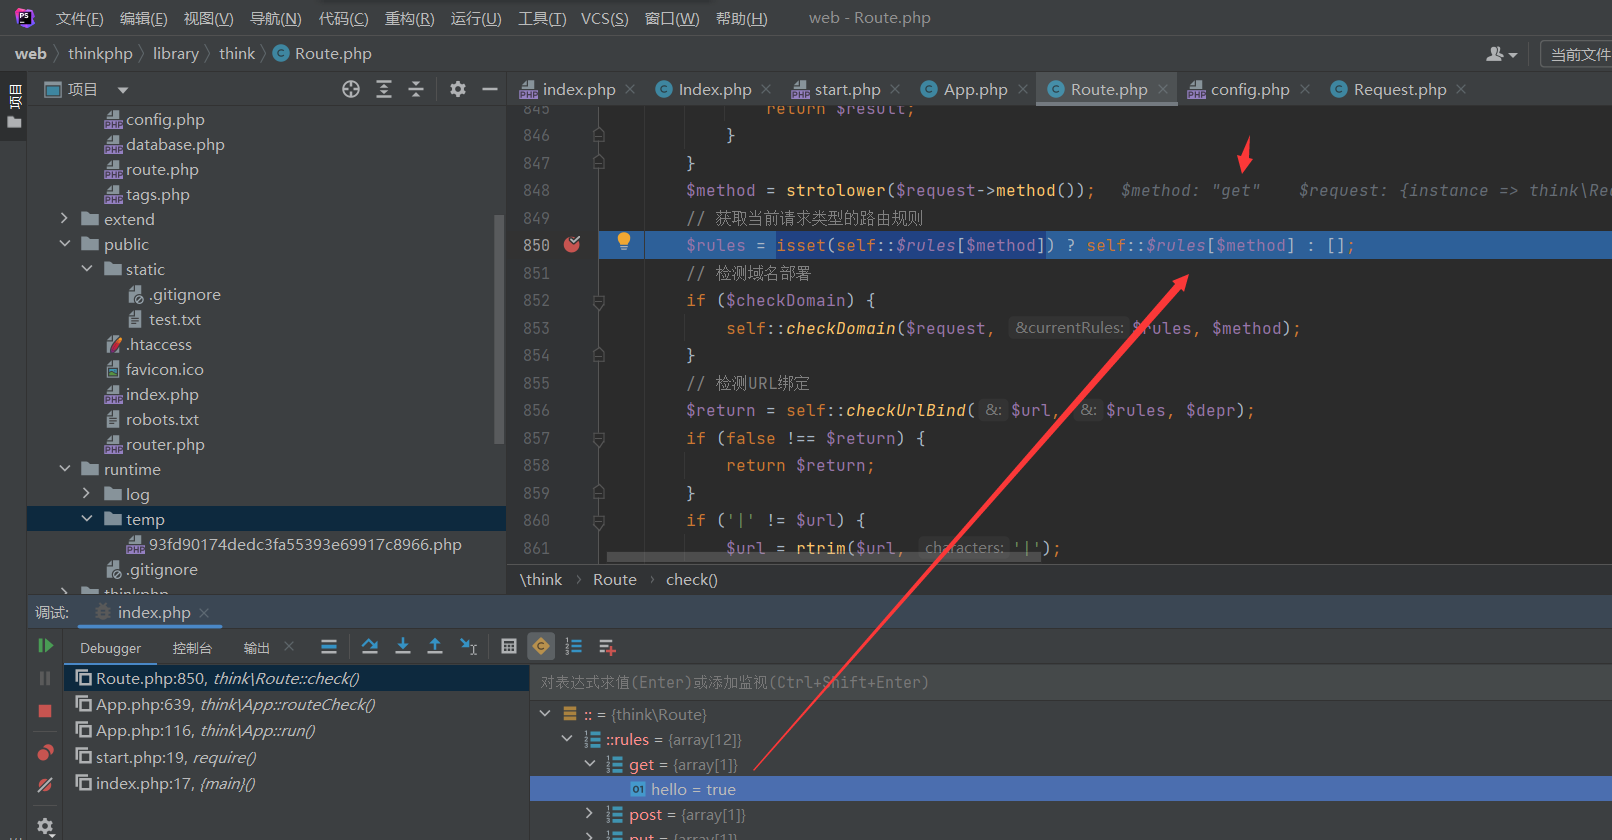 文件(F) 编辑(E) 视图(V) 导航(N) 代码(C) 重构(R) 运行(U) 工具(T) VCS(S) 窗口(W) 帮助(H) web - Route.php
web thinkphp library think Route.php 当前文件
项目
项目
config.php
database.php
route.php
tags.php
extend
public
static
.gitignore
test.txt
.htaccess
favicon.ico
index.php
robots.txt
router.php
runtime
log
temp
93fd90174dedc3fa55393e69917c8966.php
.gitignore
thinkphp
index.php Index.php start.php App.php Route.php config.php Request.php
845 return $result;
846 }
847 }
848 $method = strtolower($request->method()); $method: "get" $request: {instance => think\Req
849 // 获取当前请求类型的路由规则
850 $rules = isset(self::$rules[$method]) ? self::$rules[$method] : [];
851 // 检测域名部署
852 if ($checkDomain) {
853 self::checkDomain($request, &currentRules: $rules, $method);
854 }
855 // 检测URL绑定
856 $return = self::checkUrlBind( &: $url, &: $rules, $depr);
857 if (false !== $return) {
858 return $return;
859 }
860 if ('|' != $url) {
861 $url = rtrim($url, characters: '|');
\think Route check()
调试: index.php
Debugger 控制台 输出
Route.php:850, think\Route::check()
App.php:639, think\App::routeCheck()
App.php:116, think\App::run()
start.php:19, require()
index.php:17, {main}()
对表达式求值(Enter)或添加监视(Ctrl+Shift+Enter)
:: = {think\Route}
::rules = {array[12]}
get = {array[1]}
hello = true
post = {array[1]}
put = {array[1]}